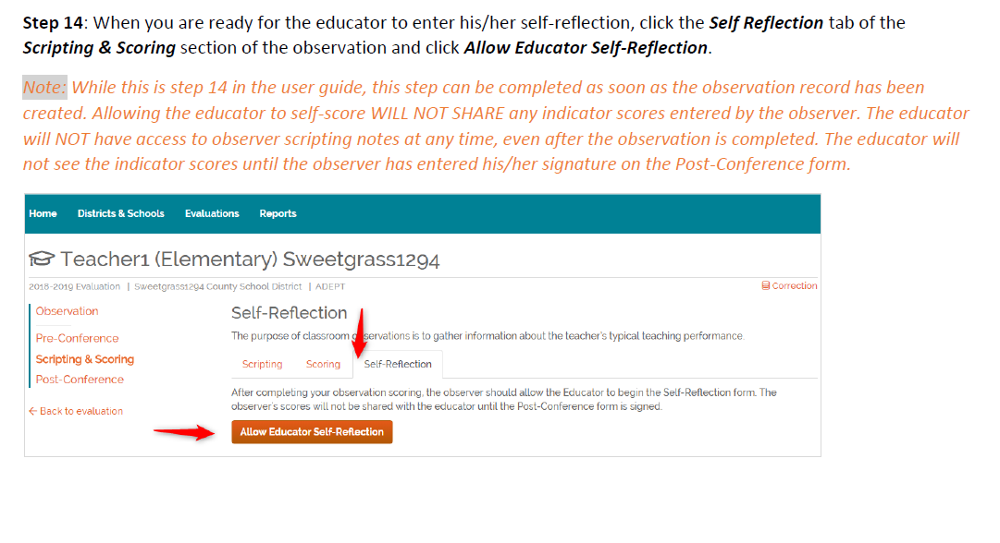 Step 14: When you are ready for the educator to enter his/her self-reflection, click the Self Reflection tab of the
Scripting & Scoring section of the observation and click Allow Educator Self-Reflection.
Note: While this is step 14 in the user guide, this step can be completed as soon as the observation record has been
created. Allowing the educator to self-score WILL NOT SHARE any indicator scores entered by the observer. The educator
will NOT have access to observer scripting notes at any time, even after the observation is completed. The educator will
not see the indicator scores until the observer has entered his/her signature on the Post-Conference form.
Home Districts & Schools Evaluations Reports
Teacher1 (Elementary) Sweetgrass1294
2018-2019 Evaluation | Sweetgrass1294 County School District | ADEPT
Correction
Observation
Pre-Conference
Scripting & Scoring
Post-Conference
← Back to evaluation
Self-Reflection
The purpose of classroom observations is to gather information about the teacher's typical teaching performance.
Scripting Scoring Self-Reflection
After completing your observation scoring, the observer should allow the Educator to begin the Self-Reflection form. The
observer's scores will not be shared with the educator until the Post-Conference form is signed.
Allow Educator Self-Reflection